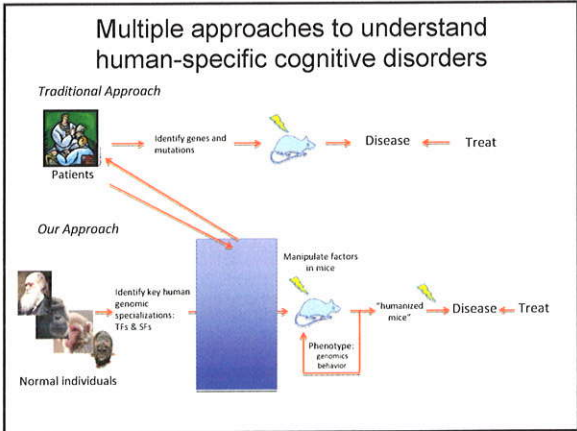 Multiple approaches to understand
human-specific cognitive disorders
Traditional Approach
Patients
Identify genes and
mutations
Disease
Treat
Our Approach
Normal individuals
Identify key human
genomic
specializations:
TFs & SFs
Manipulate factors
in mice
Phenotype:
genomics
behavior
"humanized
mice"
Disease
Treat